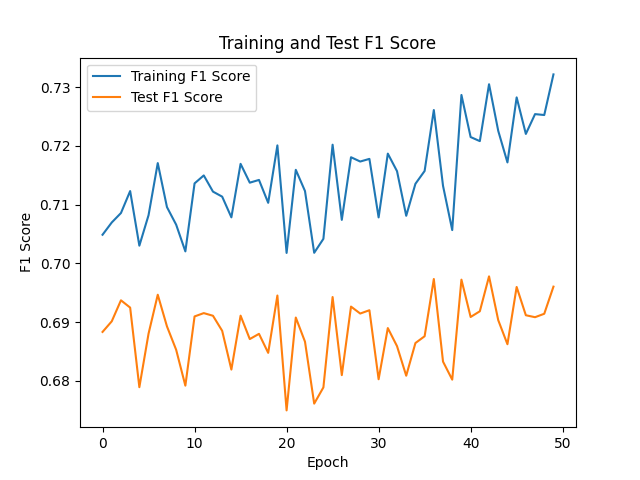 Training and Test F1 Score
Training F1 Score
Test F1 Score
F1 Score
0.73
0.72
0.71
0.70
0.69
0.68
0
10
20
30
40
50
Epoch